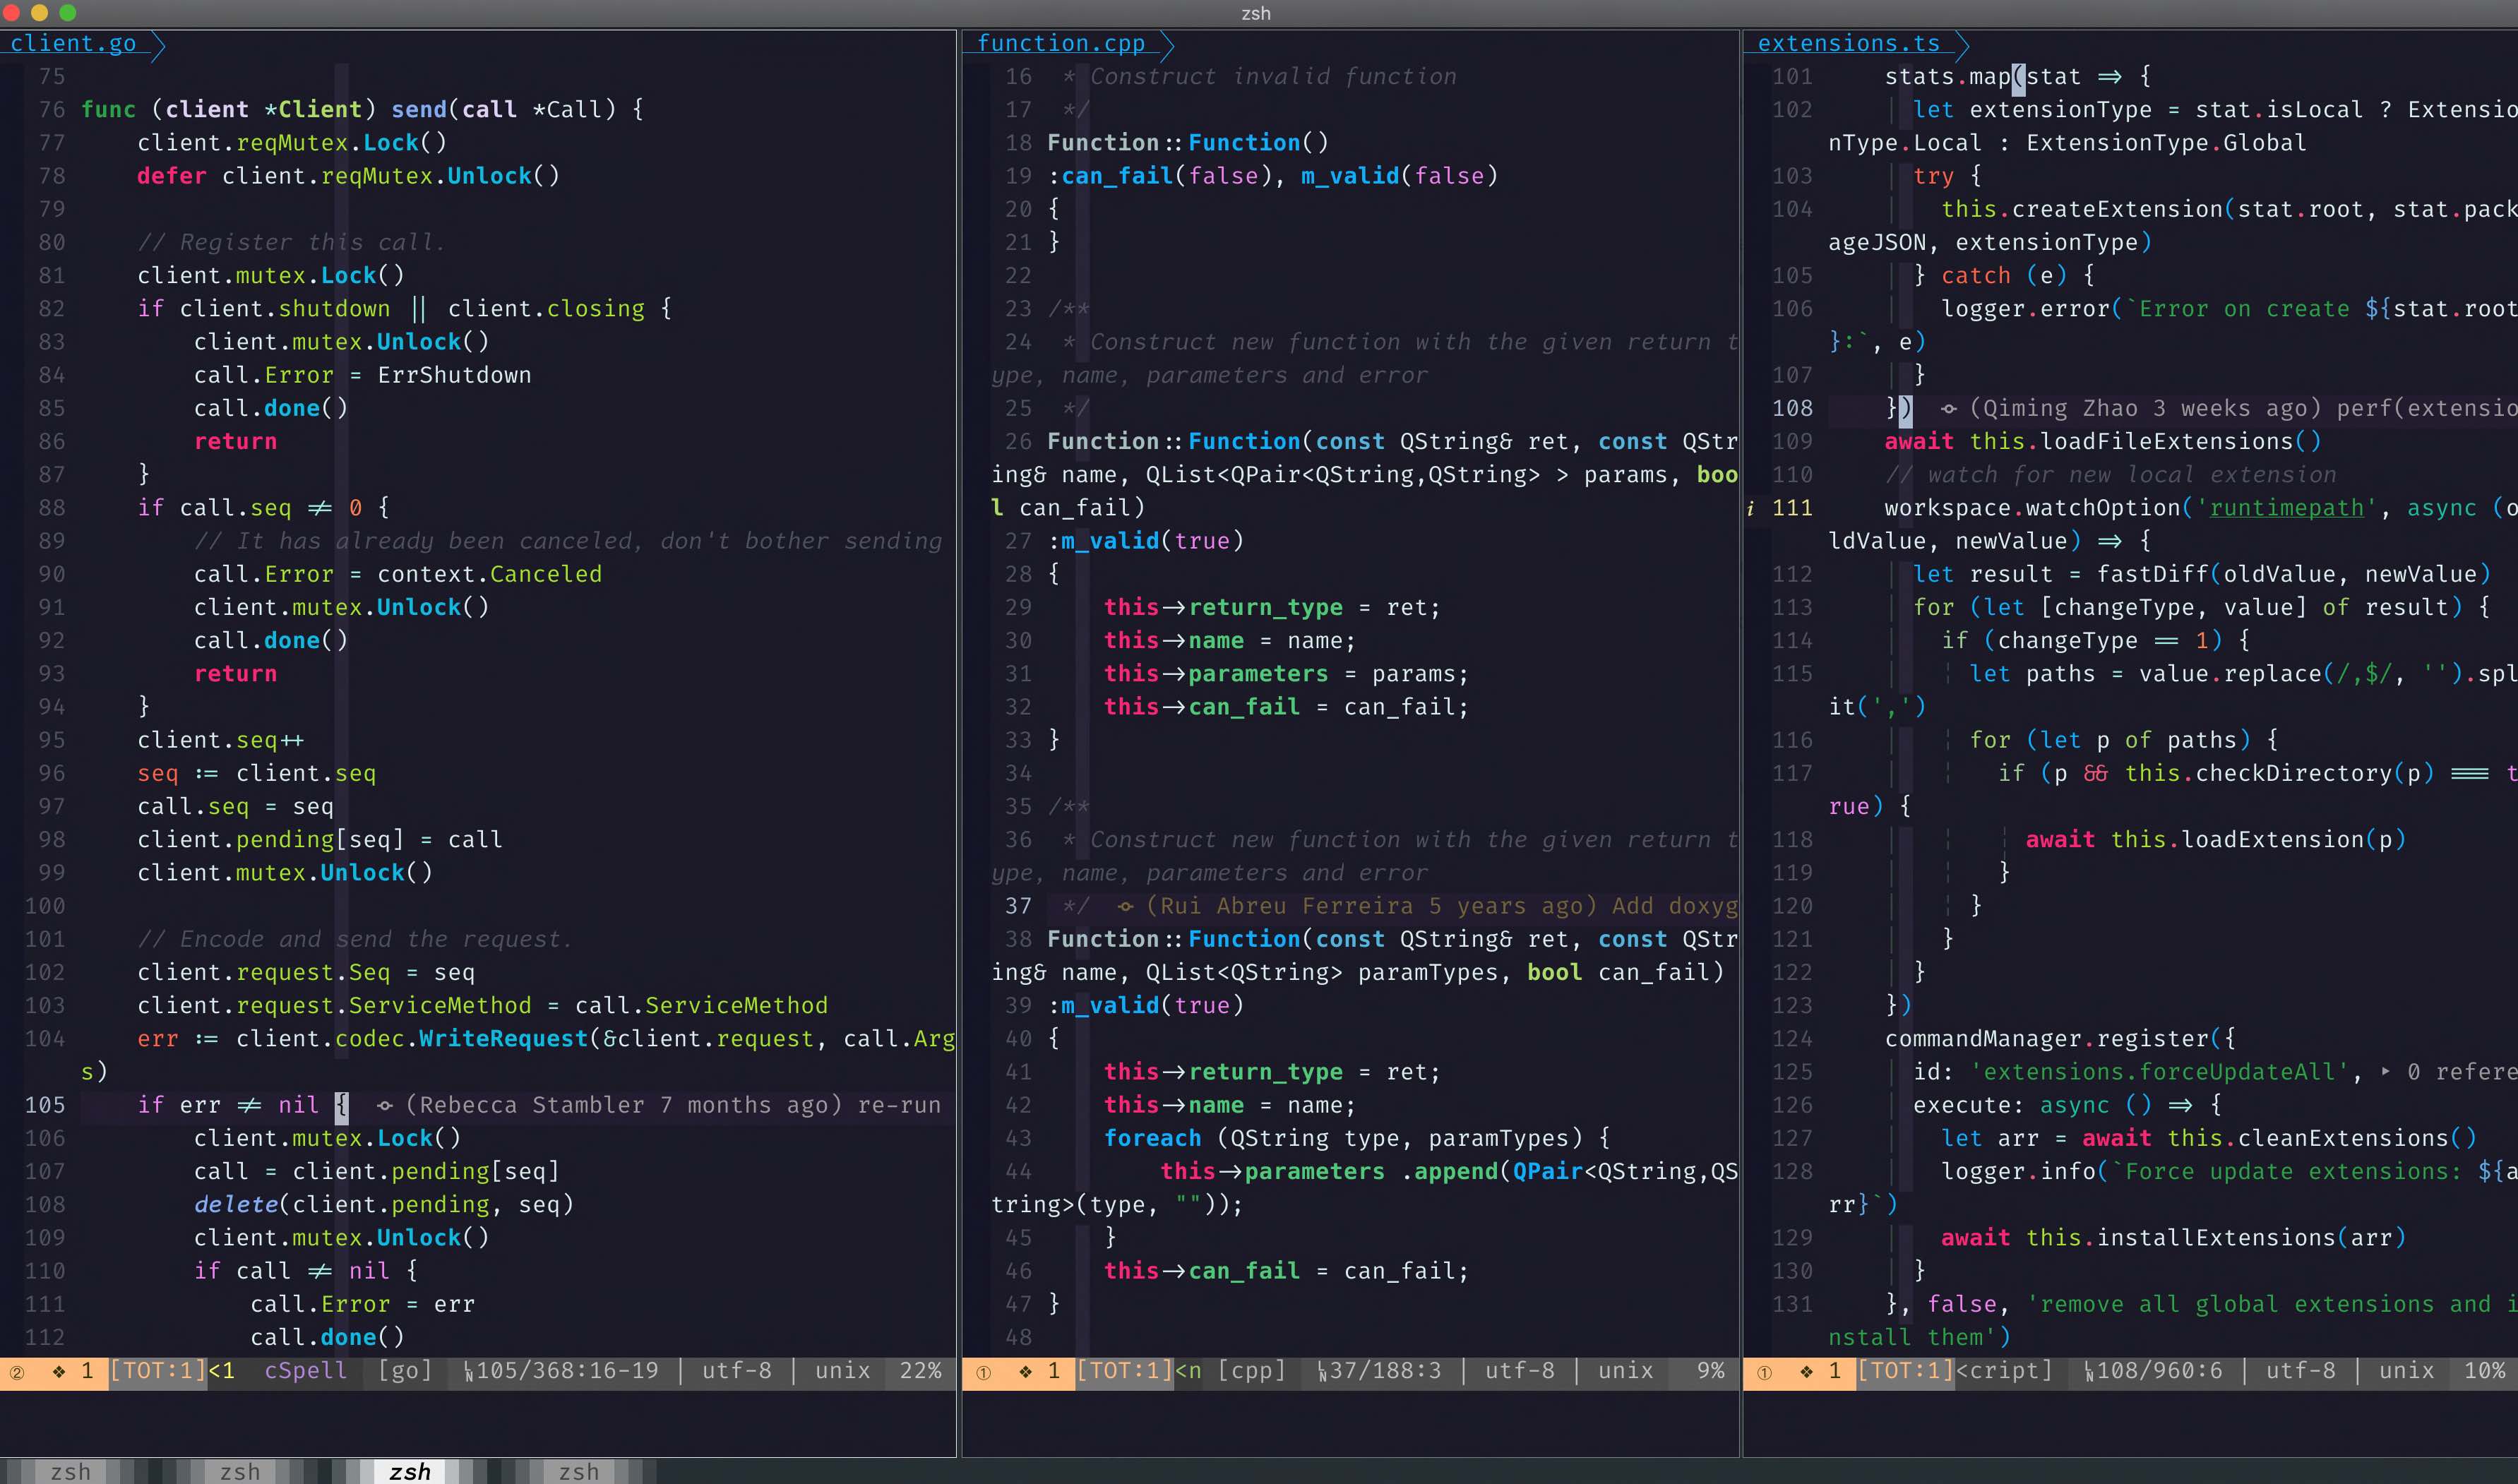 zsh
client.go
75
76 func (client *Client) send(call *Call) {
77 client.reqMutex.Lock()
78 defer client.reqMutex.Unlock()
79
80 // Register this call.
81 client.mutex.Lock()
82 if client.shutdown || client.closing {
83 client.mutex.Unlock()
84 call.Error = ErrShutdown
85 call.done()
86 return
87 }
88 if call.seq != 0 {
89 // It has already been canceled, don't bother sending
90 call.Error = context.Canceled
91 client.mutex.Unlock()
92 call.done()
93 return
94 }
95 client.seq++
96 seq := client.seq
97 call.seq = seq
98 client.pending[seq] = call
99 client.mutex.Unlock()
100
101 // Encode and send the request.
102 client.request.Seq = seq
103 client.request.ServiceMethod = call.ServiceMethod
104 err := client.codec.WriteRequest(&client.request, call.Arg
s)
105 if err != nil { (Rebecca Stambler 7 months ago) re-run
106 client.mutex.Lock()
107 call = client.pending[seq]
108 delete(client.pending, seq)
109 client.mutex.Unlock()
110 if call != nil {
111 call.Error = err
112 call.done()
② ❖ 1 [TOT:1]<1 cSpell [go] 105/368:16-19 | utf-8 | unix 22%
function.cpp
16 * Construct invalid function
17 */
18 Function::Function()
19 :can_fail(false), m_valid(false)
20 {
21 }
22
23 /**
24 * Construct new function with the given return t
ype, name, parameters and error
25 */
26 Function::Function(const QString& ret, const QStr
ing& name, QList<QPair<QString,QString> > params, boo
l can_fail)
27 :m_valid(true)
28 {
29 this->return_type = ret;
30 this->name = name;
31 this->parameters = params;
32 this->can_fail = can_fail;
33 }
34
35 /**
36 * Construct new function with the given return t
ype, name, parameters and error
37 */ (Rui Abreu Ferreira 5 years ago) Add doxyg
38 Function::Function(const QString& ret, const QStr
ing& name, QList<QString> paramTypes, bool can_fail)
39 :m_valid(true)
40 {
41 this->return_type = ret;
42 this->name = name;
43 foreach (QString type, paramTypes) {
44 this->parameters .append(QPair<QString,QS
tring>(type, ""));
45 }
46 this->can_fail = can_fail;
47 }
48
① ❖ 1 [TOT:1]<n [cpp] 37/188:3 | utf-8 | unix 9%
extensions.ts
101 stats.map(stat => {
102 let extensionType = stat.isLocal ? Extensio
nType.Local : ExtensionType.Global
103 try {
104 this.createExtension(stat.root, stat.pack
ageJSON, extensionType)
105 } catch (e) {
106 logger.error(`Error on create ${stat.root
}:`, e)
107 }
108 }) (Qiming Zhao 3 weeks ago) perf(extensio
109 await this.loadFileExtensions()
110 // watch for new local extension
i 111 workspace.watchOption('runtimepath', async (o
ldValue, newValue) => {
112 let result = fastDiff(oldValue, newValue)
113 for (let [changeType, value] of result) {
114 if (changeType == 1) {
115 let paths = value.replace(/,$/, '').spl
it(',')
116 for (let p of paths) {
117 if (p && this.checkDirectory(p) === t
rue) {
118 await this.loadExtension(p)
119 }
120 }
121 }
122 }
123 })
124 commandManager.register({
125 id: 'extensions.forceUpdateAll', ‣ 0 refere
126 execute: async () => {
127 let arr = await this.cleanExtensions()
128 logger.info(`Force update extensions: ${a
rr}`)
129 await this.installExtensions(arr)
130 }
131 }, false, 'remove all global extensions and i
nstall them')
① ❖ 1 [TOT:1]<cript] 108/960:6 | utf-8 | unix 10%
zsh zsh zsh zsh